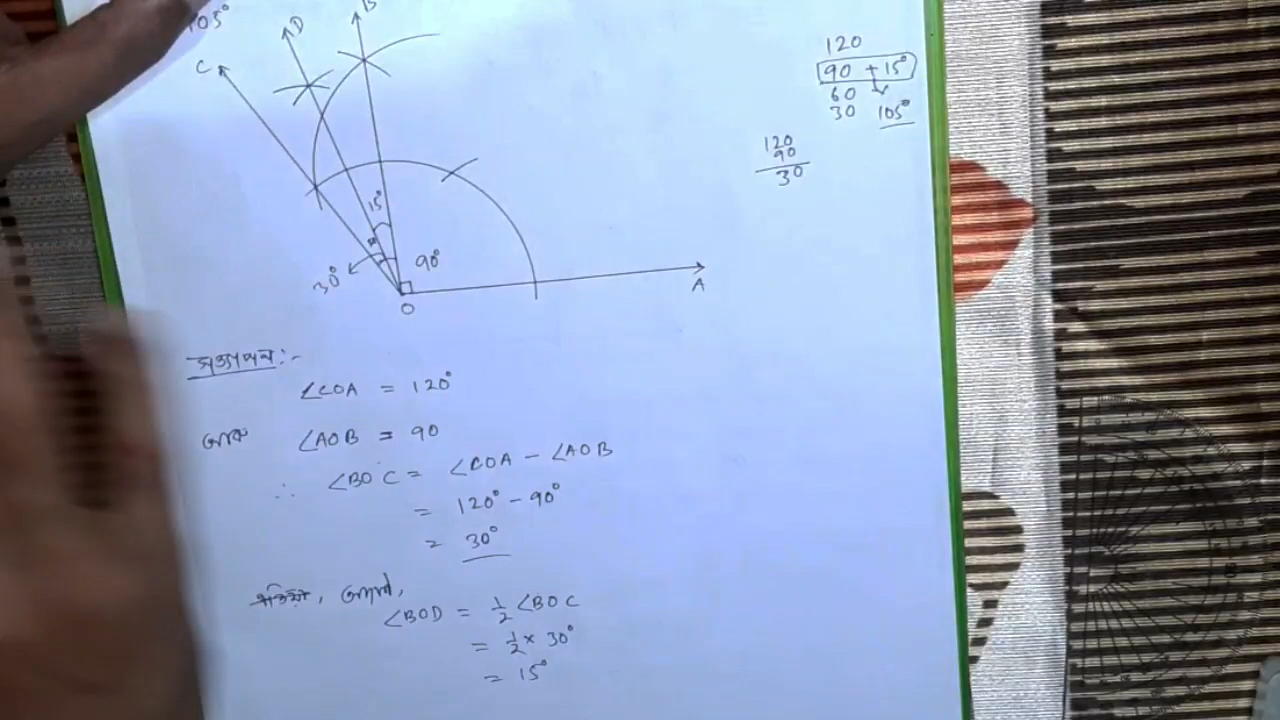 105°
C
D
B
15°
90°
30°
O
A
120
90 + 15°
60
30 105°
120
90
30
∠COA = 120°
∠AOB = 90
∴ ∠BOC = ∠COA - ∠AOB
= 120° - 90°
= 30°
∠BOD = 1/2 ∠BOC
= 1/2 × 30°
= 15°